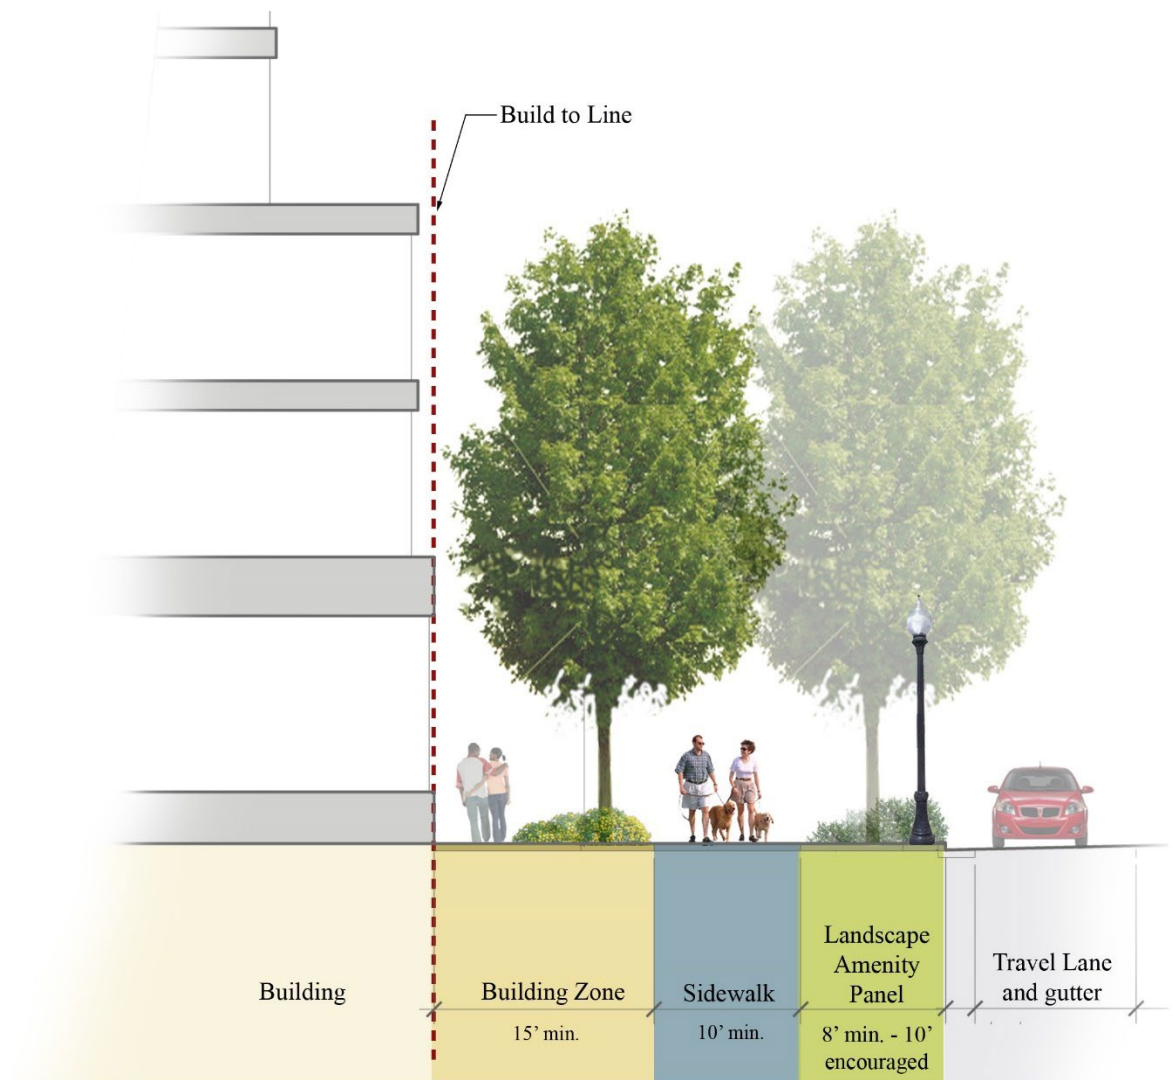 Build to Line
Building
Building Zone
15’ min.
Sidewalk
10’ min.
Landscape
Amenity
Panel
8’ min. - 10’
encouraged
Travel Lane
and gutter